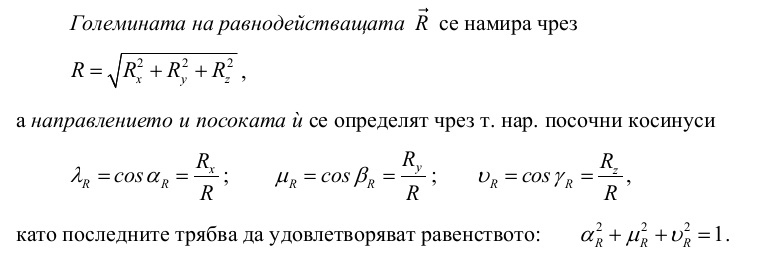 Големината на равнодействащата $\vec{R}$ се намира чрез
$R = \sqrt{R_x^2 + R_y^2 + R_z^2}$ ,
а направлението и посоката ѝ се определят чрез т. нар. посочни косинуси
$\lambda_R = cos\,\alpha_R = \frac{R_x}{R}$ ; $\mu_R = cos\,\beta_R = \frac{R_y}{R}$ ; $\upsilon_R = cos\,\gamma_R = \frac{R_z}{R}$ ,
като последните трябва да удовлетворяват равенството: $\alpha_R^2 + \mu_R^2 + \upsilon_R^2 = 1$.